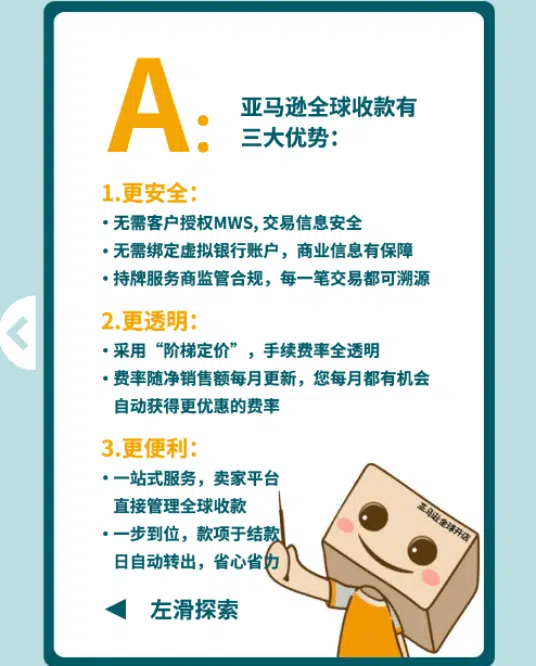 A:
亚马逊全球收款有
三大优势：
1.更安全：
• 无需客户授权MWS, 交易信息安全
• 无需绑定虚拟银行账户，商业信息有保障
• 持牌服务商监管合规，每一笔交易都可溯源
2.更透明：
• 采用“阶梯定价”，手续费率全透明
• 费率随净销售额每月更新，您每月都有机会
自动获得更优惠的费率
3.更便利：
• 一站式服务，卖家平台
直接管理全球收款
• 一步到位，款项于结款
日自动转出，省心省力
亚马逊全球开店
◀ 左滑探索